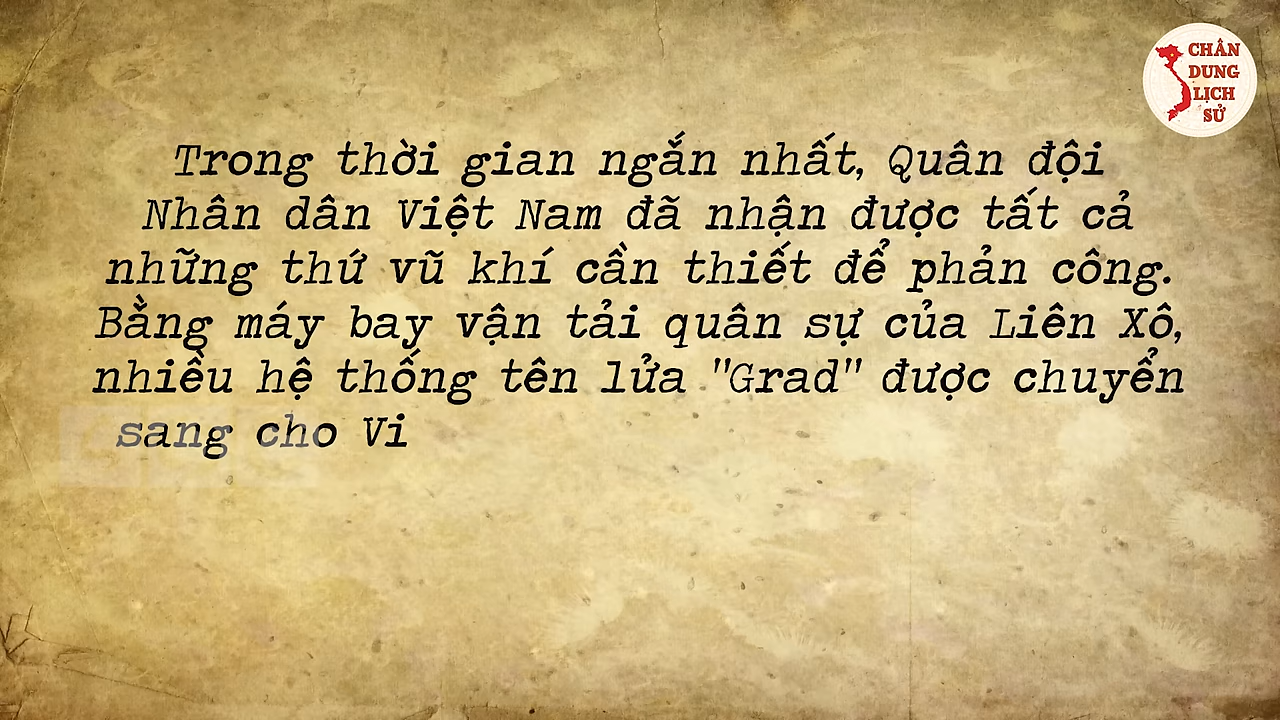 CHÂN
DUNG
LỊCH
SỬ
Trong thời gian ngắn nhất, Quân đội
Nhân dân Việt Nam đã nhận được tất cả
những thứ vũ khí cần thiết để phản công.
Bằng máy bay vận tải quân sự của Liên Xô,
nhiều hệ thống tên lửa "Grad" được chuyển
sang cho Vi